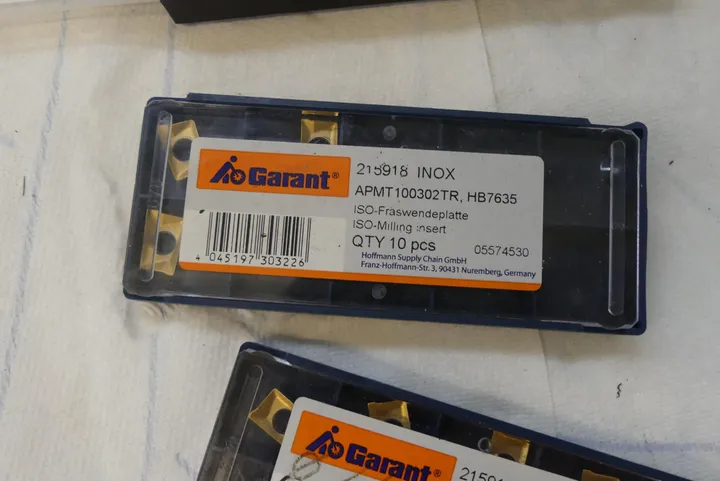 Garant®
215918 INOX
APMT100302TR, HB7635
ISO-Fräswendeplatte
ISO-Milling insert
QTY 10 pcs
05574530
Hoffmann Supply Chain GmbH
Franz-Hoffmann-Str. 3, 90431 Nuremberg, Germany
4 045197 303226
Garant®